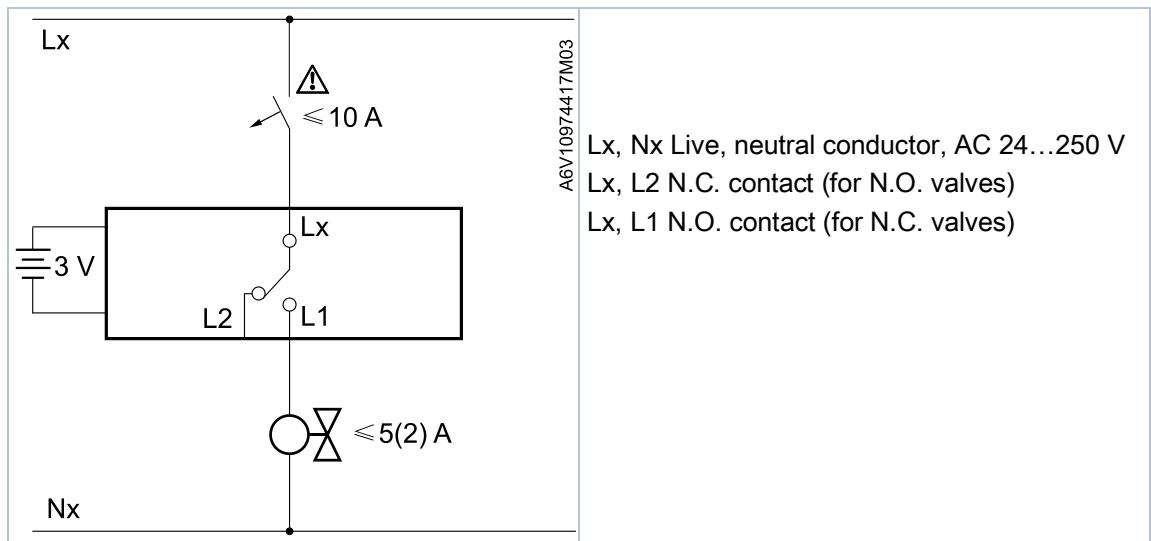 Lx
≤ 10 A
A6V10974417M03
Lx
3 V
L2
L1
≤ 5(2) A
Nx
Lx, Nx Live, neutral conductor, AC 24…250 V
Lx, L2 N.C. contact (for N.O. valves)
Lx, L1 N.O. contact (for N.C. valves)